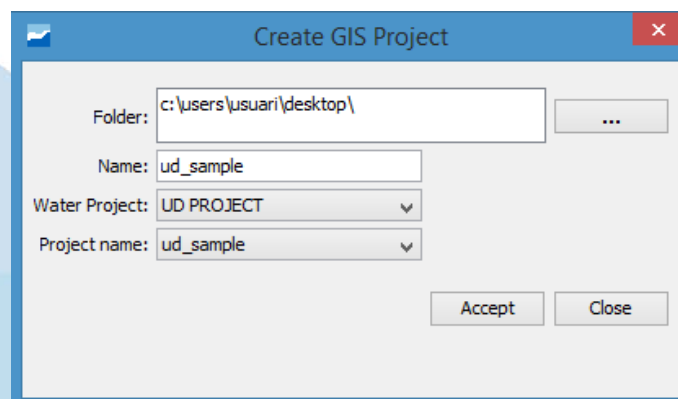 Create GIS Project
Folder: c:\users\usuari\desktop\ ...
Name: ud_sample
Water Project: UD PROJECT
Project name: ud_sample
Accept Close